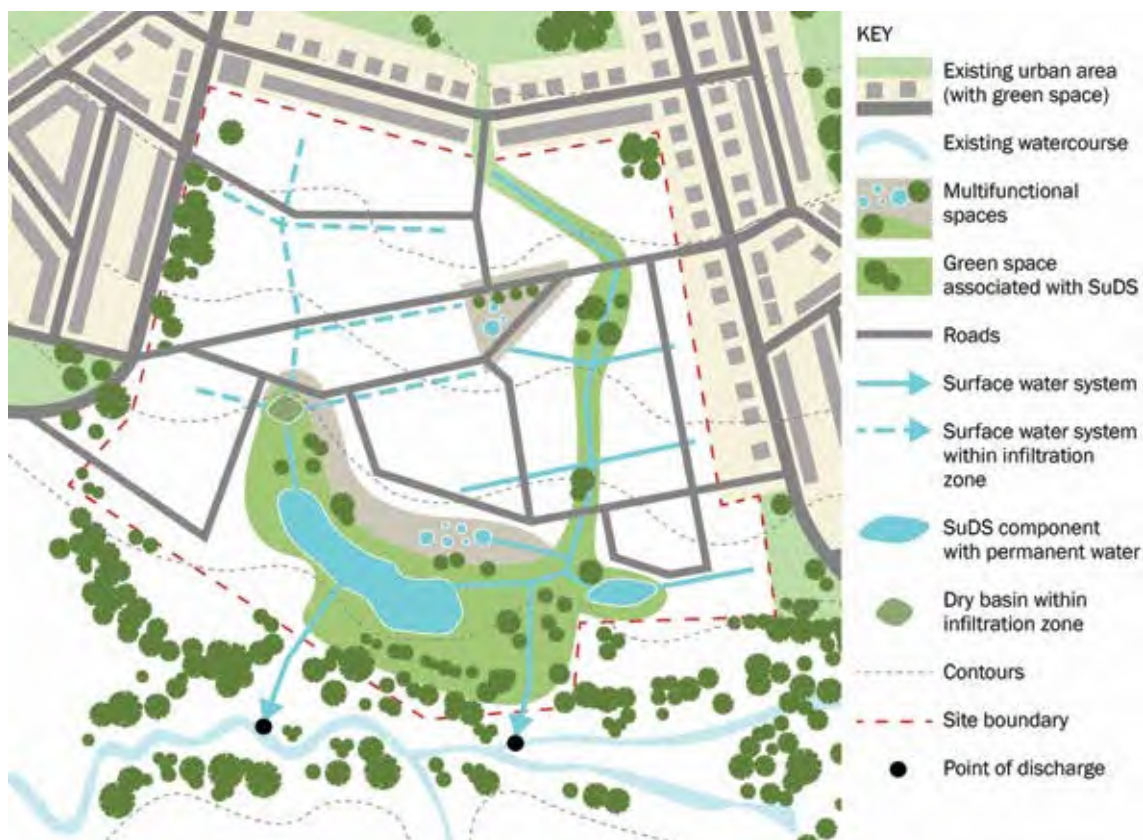 KEY
Existing urban area
(with green space)
Existing watercourse
Multifunctional
spaces
Green space
associated with SuDS
Roads
Surface water system
Surface water system
within infiltration
zone
SuDS component
with permanent water
Dry basin within
infiltration zone
Contours
Site boundary
Point of discharge